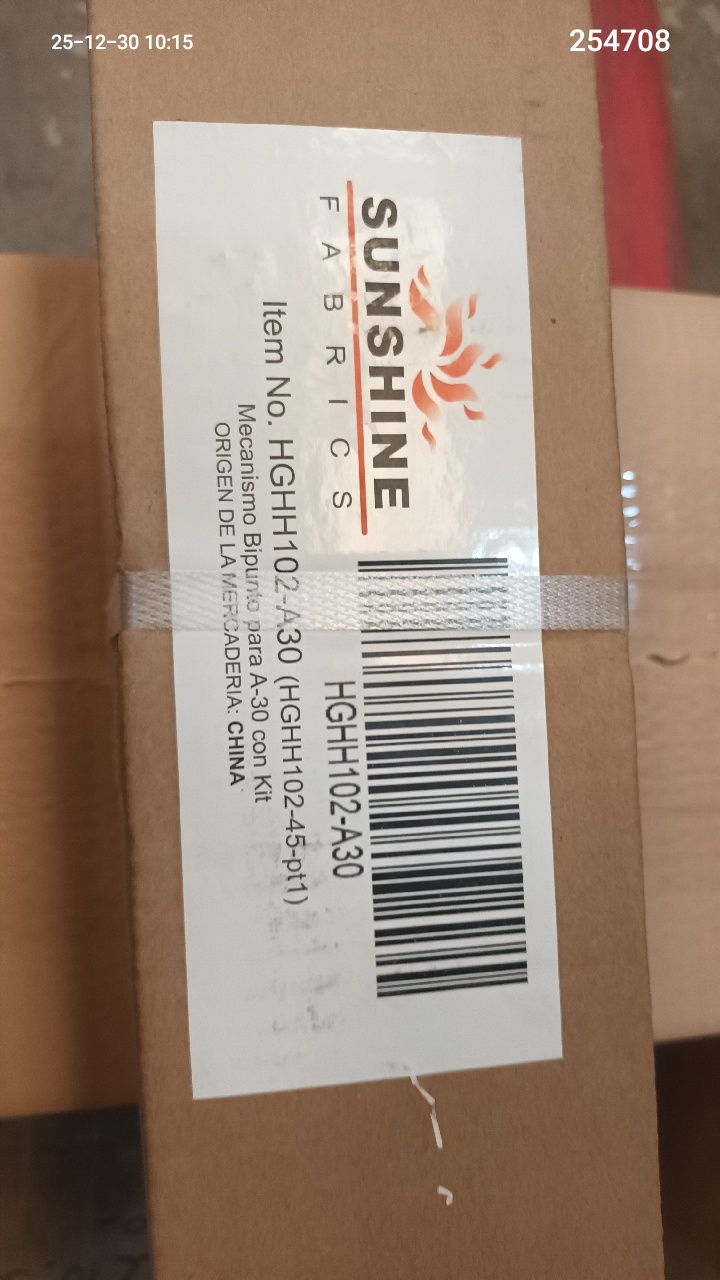 25-12-30 10:15
254708
SUNSHINE
FABRICS
HGHH102-A30
Item No. HGHH102-A30 (HGHH102-45-pt1)
Mecanismo Bipunto para A-30 con Kit
ORIGEN DE LA MERCADERIA: CHINA